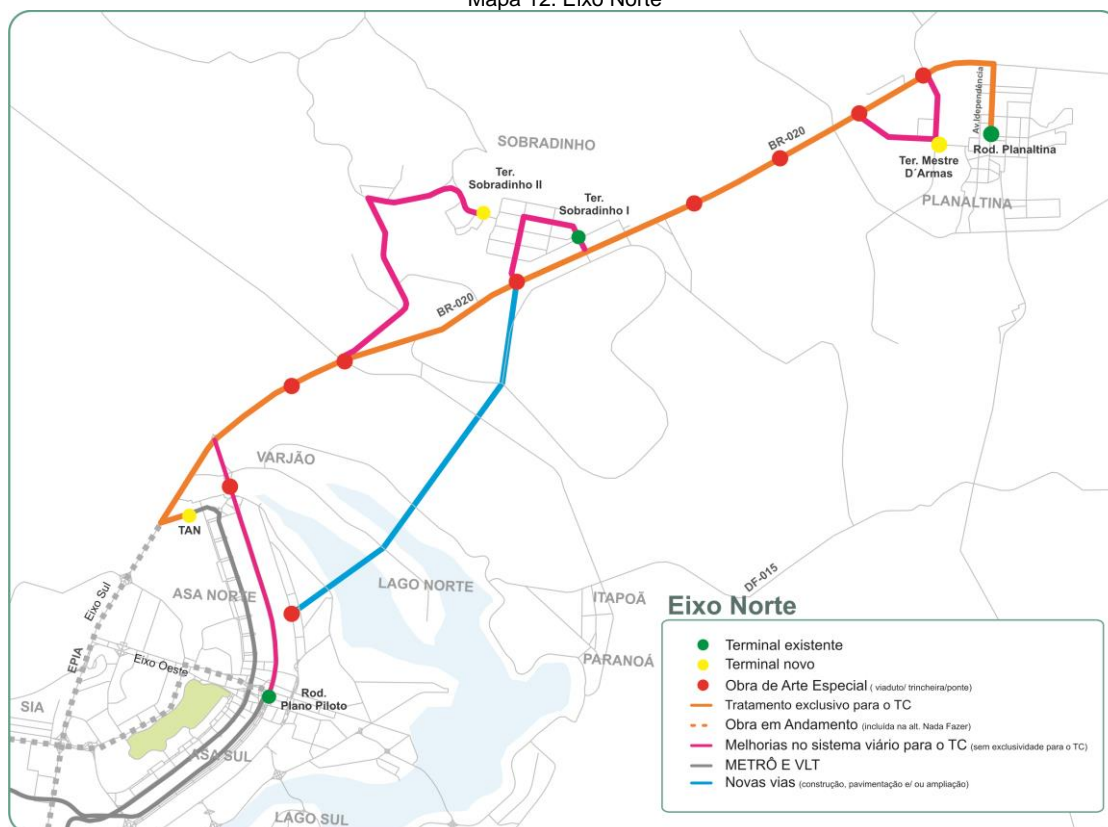 Mapa 12: Eixo Norte
SOBRADINHO
Ter.
Sobradinho II
Ter.
Sobradinho I
BR-020
BR-020
Av.Idependência
Rod. Planaltina
Ter. Mestre
D´Armas
PLANALTINA
VARJÃO
TAN
ASA NORTE
LAGO NORTE
ITAPOÃ
PARANOÁ
DF-015
Eixo Sul
EPIA
Eixo Oeste
SIA
Rod.
Plano Piloto
ASA SUL
LAGO SUL
Eixo Norte
Terminal existente
Terminal novo
Obra de Arte Especial ( viaduto/ trincheira/ponte)
Tratamento exclusivo para o TC
Obra em Andamento (incluída na alt. Nada Fazer)
Melhorias no sistema viário para o TC (sem exclusividade para o TC)
METRÔ E VLT
Novas vias (construção, pavimentação e/ ou ampliação)